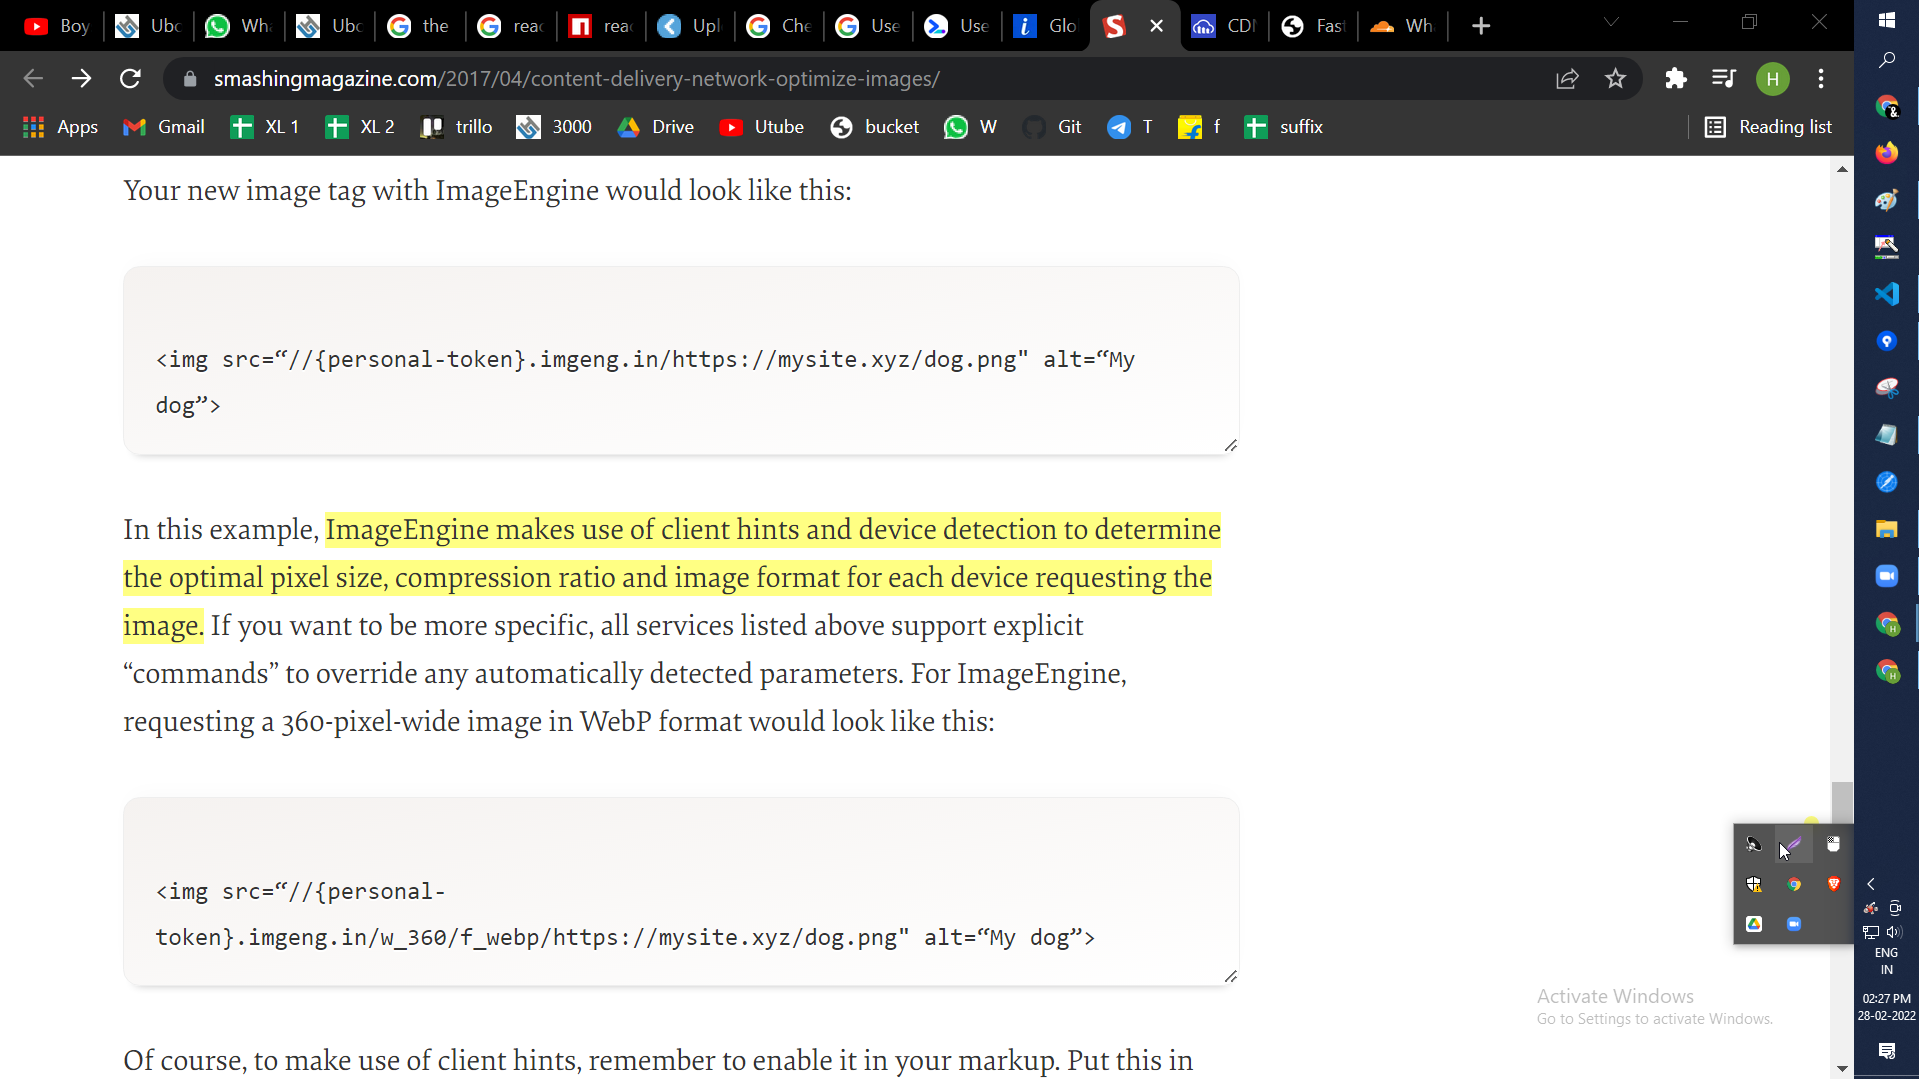 Boy
Ubc
Wha
Ubc
the
reac
reac
Upl
Che
Use
Use
Glo
CDN
Fas
Wh
smashingmagazine.com/2017/04/content-delivery-network-optimize-images/
H
Apps
Gmail
XL 1
XL 2
trillo
3000
Drive
Utube
bucket
W
Git
T
f
suffix
Reading list
Your new image tag with ImageEngine would look like this:
<img src=“//{personal-token}.imgeng.in/https://mysite.xyz/dog.png" alt=“My
dog”>
In this example, ImageEngine makes use of client hints and device detection to determine
the optimal pixel size, compression ratio and image format for each device requesting the
image. If you want to be more specific, all services listed above support explicit
“commands” to override any automatically detected parameters. For ImageEngine,
requesting a 360-pixel-wide image in WebP format would look like this:
<img src=“//{personal-
token}.imgeng.in/w_360/f_webp/https://mysite.xyz/dog.png" alt=“My dog”>
Of course, to make use of client hints, remember to enable it in your markup. Put this in
Activate Windows
Go to Settings to activate Windows.
ENG
IN
02:27 PM
28-02-2022